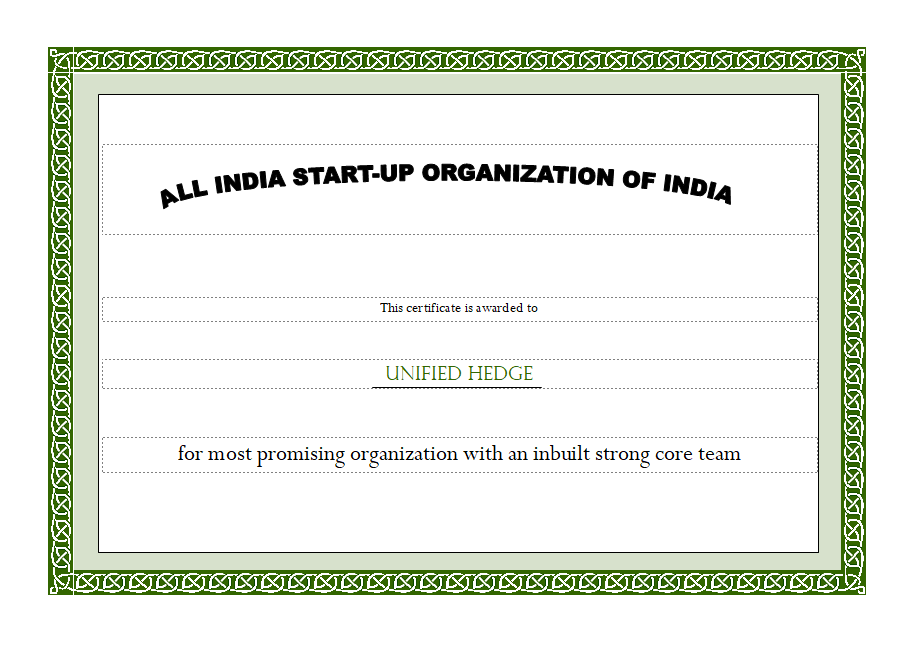 ALL INDIA START-UP ORGANIZATION OF INDIA
This certificate is awarded to
UNIFIED HEDGE
for most promising organization with an inbuilt strong core team